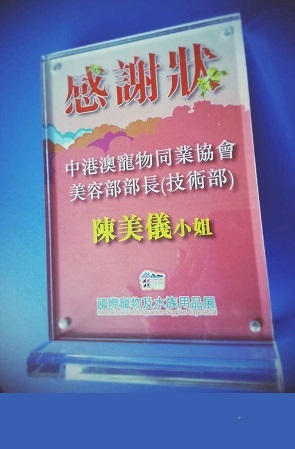 感謝狀
中港澳寵物同業協會
美容部部長(技術部)
陳美儀小姐
國際寵物及水族用品展